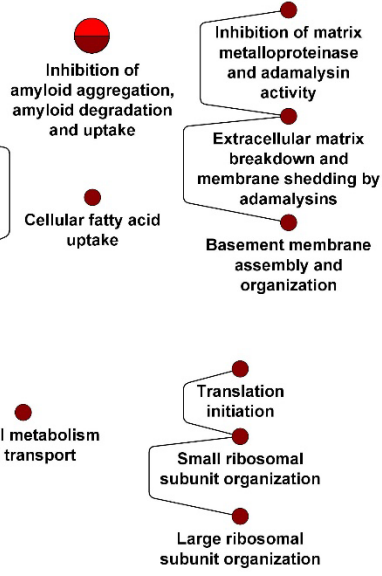 Inhibition of
amyloid aggregation,
amyloid degradation
and uptake
Cellular fatty acid
uptake
Inhibition of matrix
metalloproteinase
and adamalysin
activity
Extracellular matrix
breakdown and
membrane shedding by
adamalysins
Basement membrane
assembly and
organization
l metabolism
transport
Translation
initiation
Small ribosomal
subunit organization
Large ribosomal
subunit organization